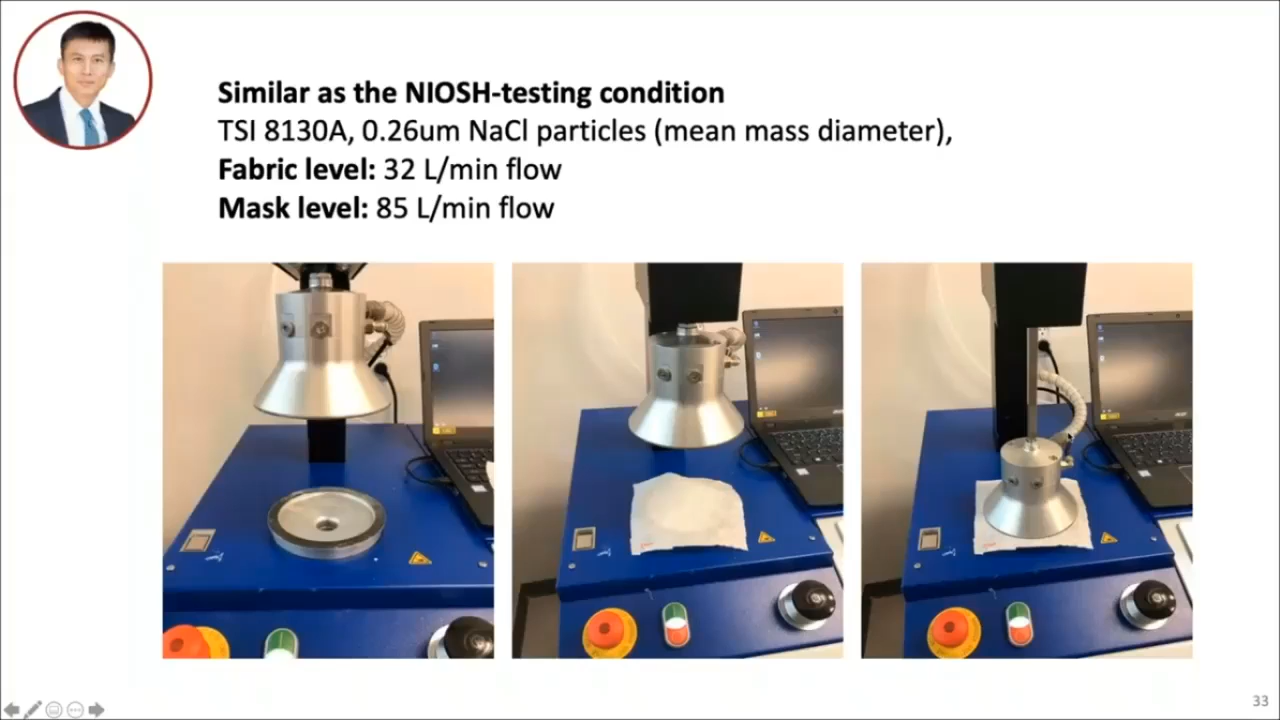 Similar as the NIOSH-testing condition
TSI 8130A, 0.26um NaCl particles (mean mass diameter),
Fabric level: 32 L/min flow
Mask level: 85 L/min flow
33